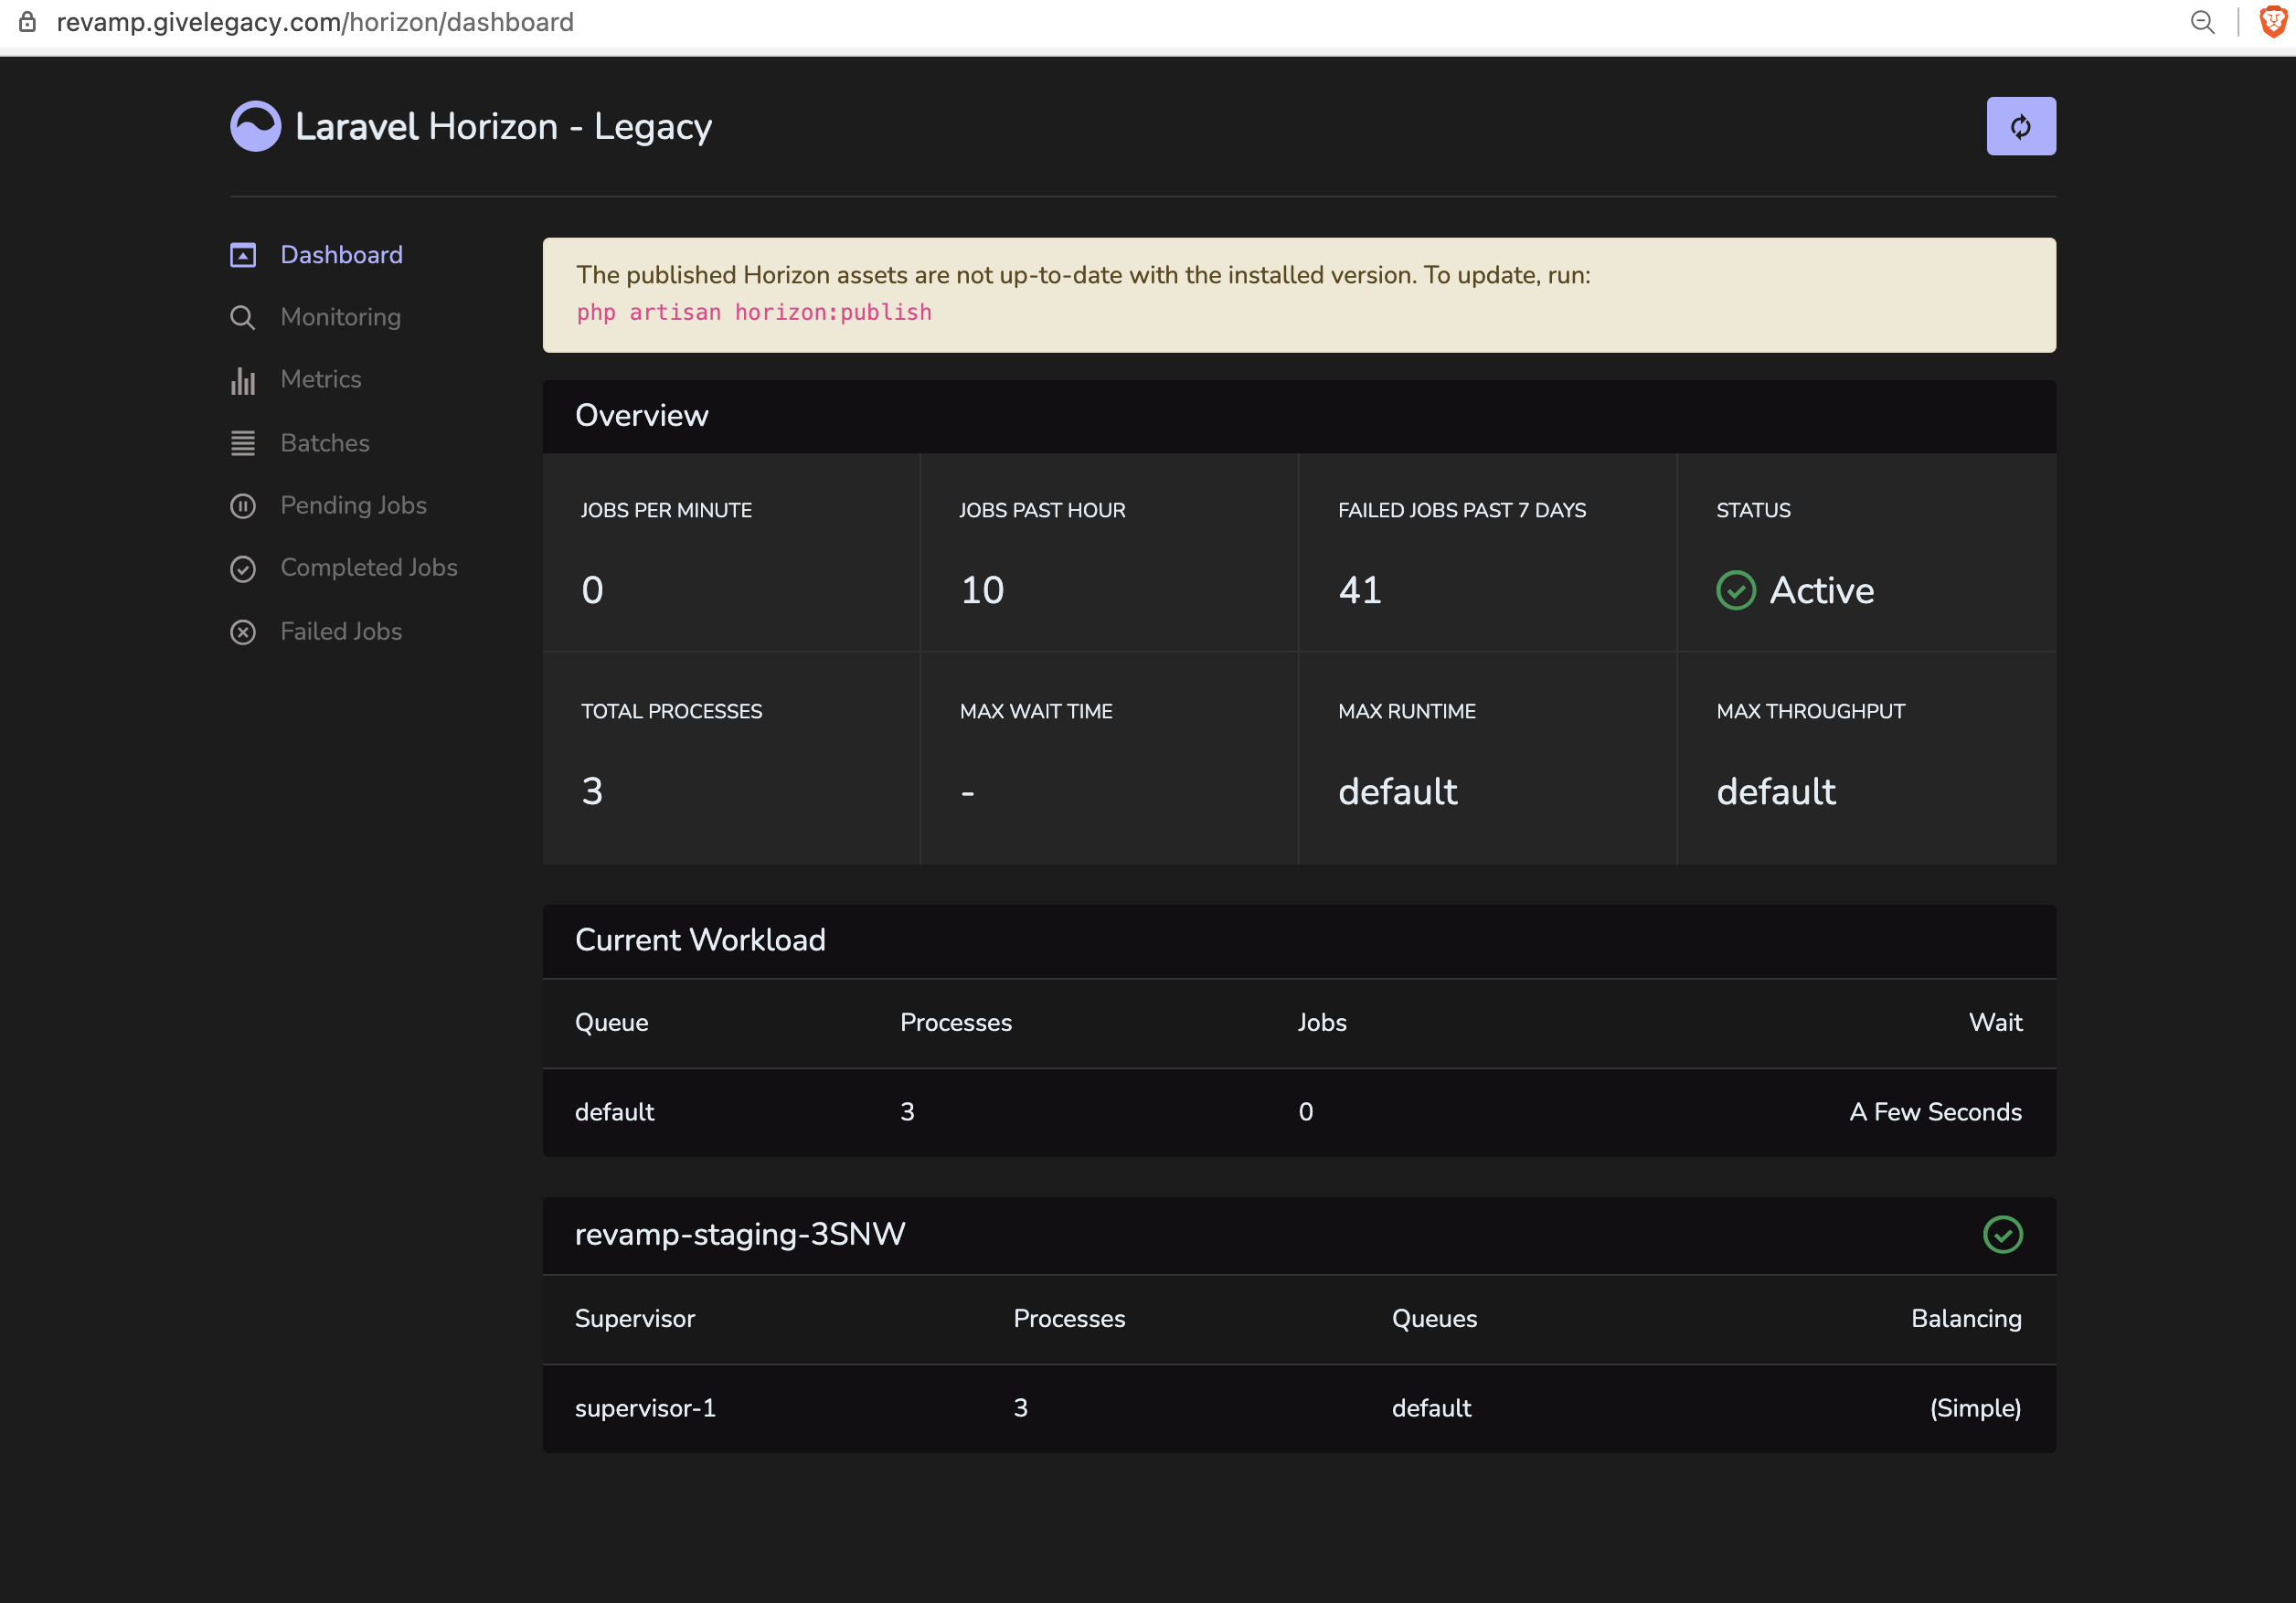 revamp.givelegacy.com/horizon/dashboard
Laravel Horizon - Legacy
Dashboard
Monitoring
Metrics
Batches
Pending Jobs
Completed Jobs
Failed Jobs
The published Horizon assets are not up-to-date with the installed version. To update, run:
php artisan horizon:publish
Overview
JOBS PER MINUTE JOBS PAST HOUR FAILED JOBS PAST 7 DAYS STATUS
0 10 41 Active
TOTAL PROCESSES MAX WAIT TIME MAX RUNTIME MAX THROUGHPUT
3 - default default
Current Workload
Queue Processes Jobs Wait
default 3 0 A Few Seconds
revamp-staging-3SNW
Supervisor Processes Queues Balancing
supervisor-1 3 default (Simple)